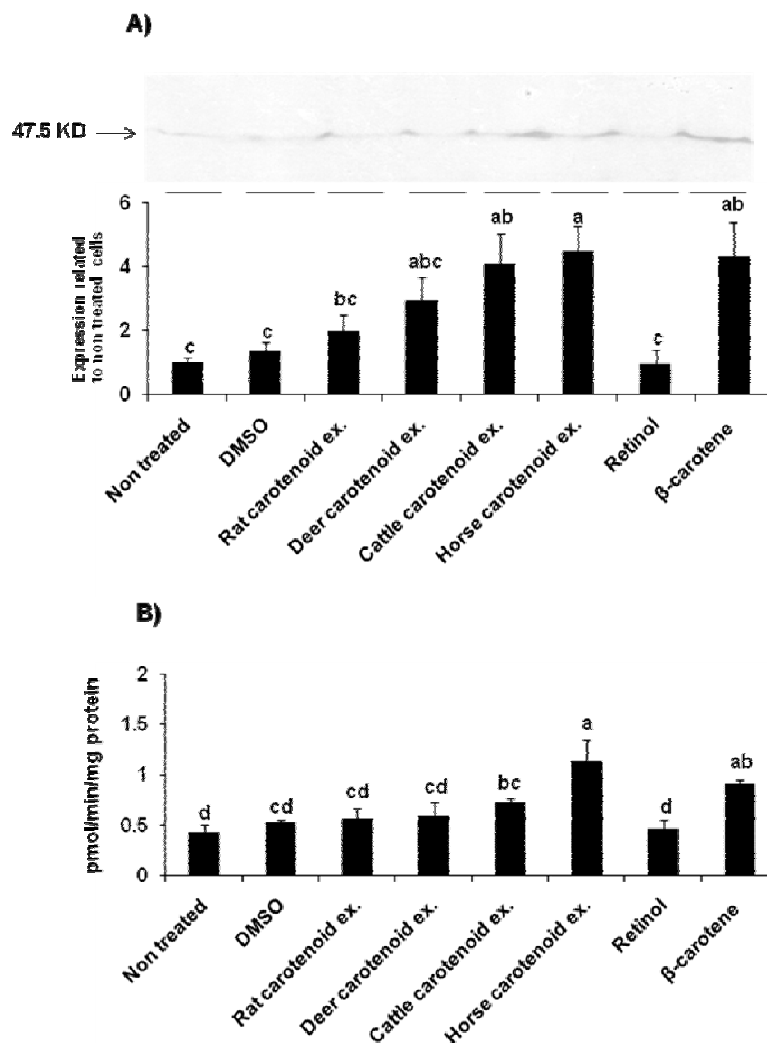 A)
47.5 KD
Expression related
to non treated cells
6
4
2
0
c
c
bc
abc
ab
a
c
ab
Non treated
DMSO
Rat carotenoid ex.
Deer carotenoid ex.
Cattle carotenoid ex.
Horse carotenoid ex.
Retinol
β-carotene
B)
pmol/min/mg protein
2
1.5
1
0.5
0
d
cd
cd
cd
bc
a
d
ab
Non treated
DMSO
Rat carotenoid ex.
Deer carotenoid ex.
Cattle carotenoid ex.
Horse carotenoid ex.
Retinol
β-carotene